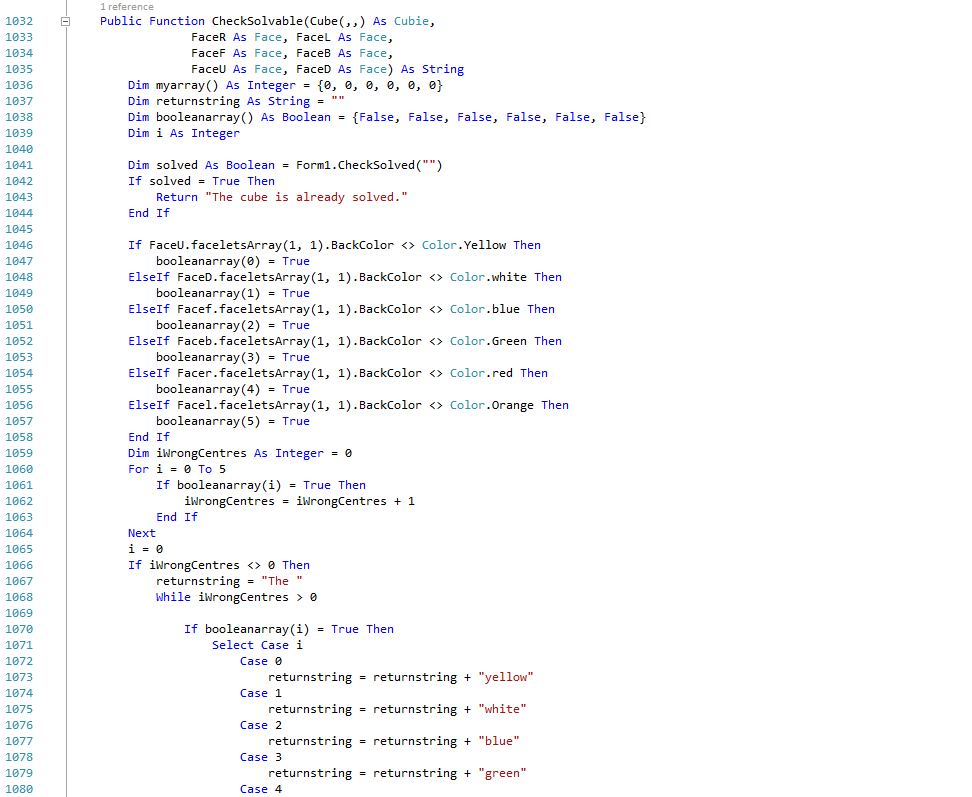 1 reference
1032 Public Function CheckSolvable(Cube(,,) As Cubie,
1033 FaceR As Face, FaceL As Face,
1034 FaceF As Face, FaceB As Face,
1035 FaceU As Face, FaceD As Face) As String
1036 Dim myarray() As Integer = {0, 0, 0, 0, 0, 0}
1037 Dim returnstring As String = ""
1038 Dim booleanarray() As Boolean = {False, False, False, False, False, False}
1039 Dim i As Integer
1040
1041 Dim solved As Boolean = Form1.CheckSolved("")
1042 If solved = True Then
1043 Return "The cube is already solved."
1044 End If
1045
1046 If FaceU.faceletsArray(1, 1).BackColor <> Color.Yellow Then
1047 booleanarray(0) = True
1048 ElseIf FaceD.faceletsArray(1, 1).BackColor <> Color.white Then
1049 booleanarray(1) = True
1050 ElseIf Facef.faceletsArray(1, 1).BackColor <> Color.blue Then
1051 booleanarray(2) = True
1052 ElseIf Faceb.faceletsArray(1, 1).BackColor <> Color.Green Then
1053 booleanarray(3) = True
1054 ElseIf Facer.faceletsArray(1, 1).BackColor <> Color.red Then
1055 booleanarray(4) = True
1056 ElseIf Facel.faceletsArray(1, 1).BackColor <> Color.Orange Then
1057 booleanarray(5) = True
1058 End If
1059 Dim iWrongCentres As Integer = 0
1060 For i = 0 To 5
1061 If booleanarray(i) = True Then
1062 iWrongCentres = iWrongCentres + 1
1063 End If
1064 Next
1065 i = 0
1066 If iWrongCentres <> 0 Then
1067 returnstring = "The "
1068 While iWrongCentres > 0
1069
1070 If booleanarray(i) = True Then
1071 Select Case i
1072 Case 0
1073 returnstring = returnstring + "yellow"
1074 Case 1
1075 returnstring = returnstring + "white"
1076 Case 2
1077 returnstring = returnstring + "blue"
1078 Case 3
1079 returnstring = returnstring + "green"
1080 Case 4